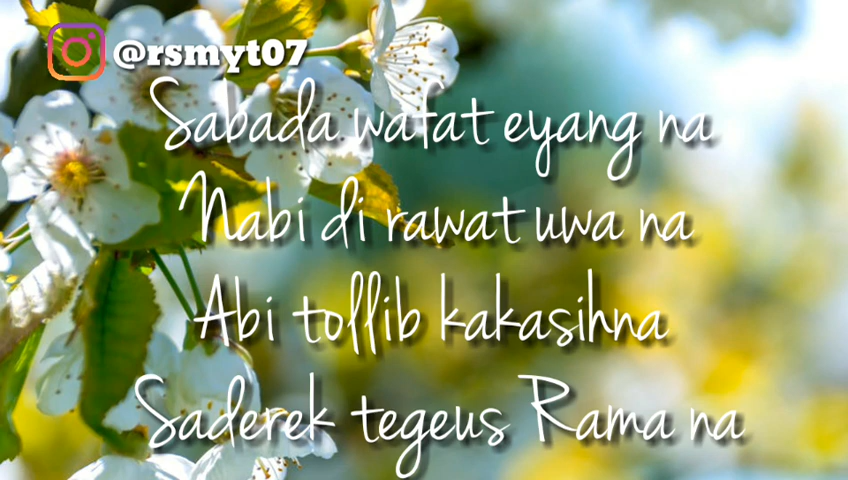 @rsmyt07
Sabada wafat eyang na
Nabi di rawat uwa na
Abi tollib kakasihna
Saderek tegeus Rama na